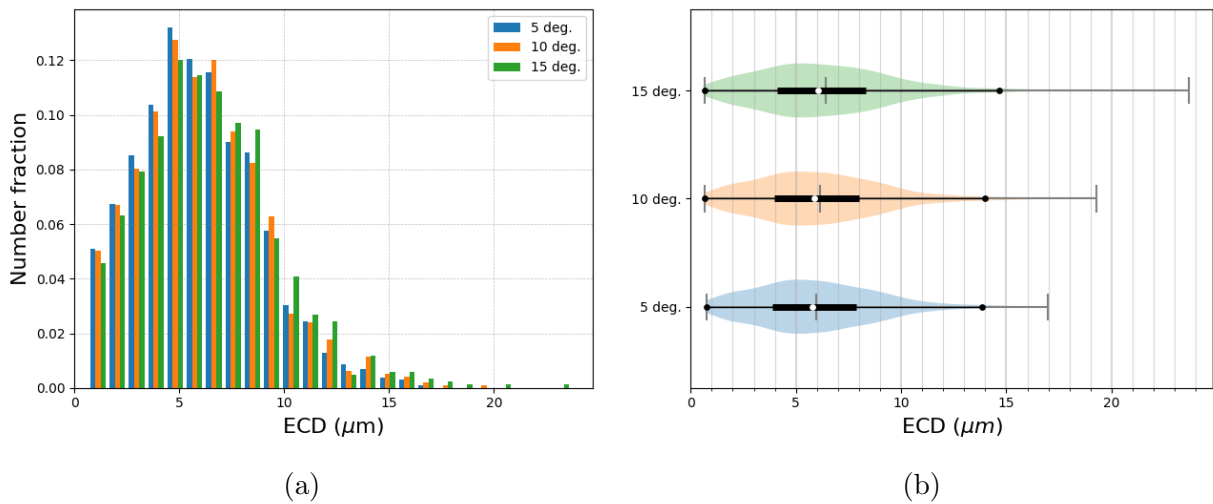 5 deg.
10 deg.
15 deg.
0.12
0.10
0.08
0.06
0.04
0.02
0.00
Number fraction
0 5 10 15 20
ECD (μm)
(a)
15 deg.
10 deg.
5 deg.
0 5 10 15 20
ECD (μm)
(b)